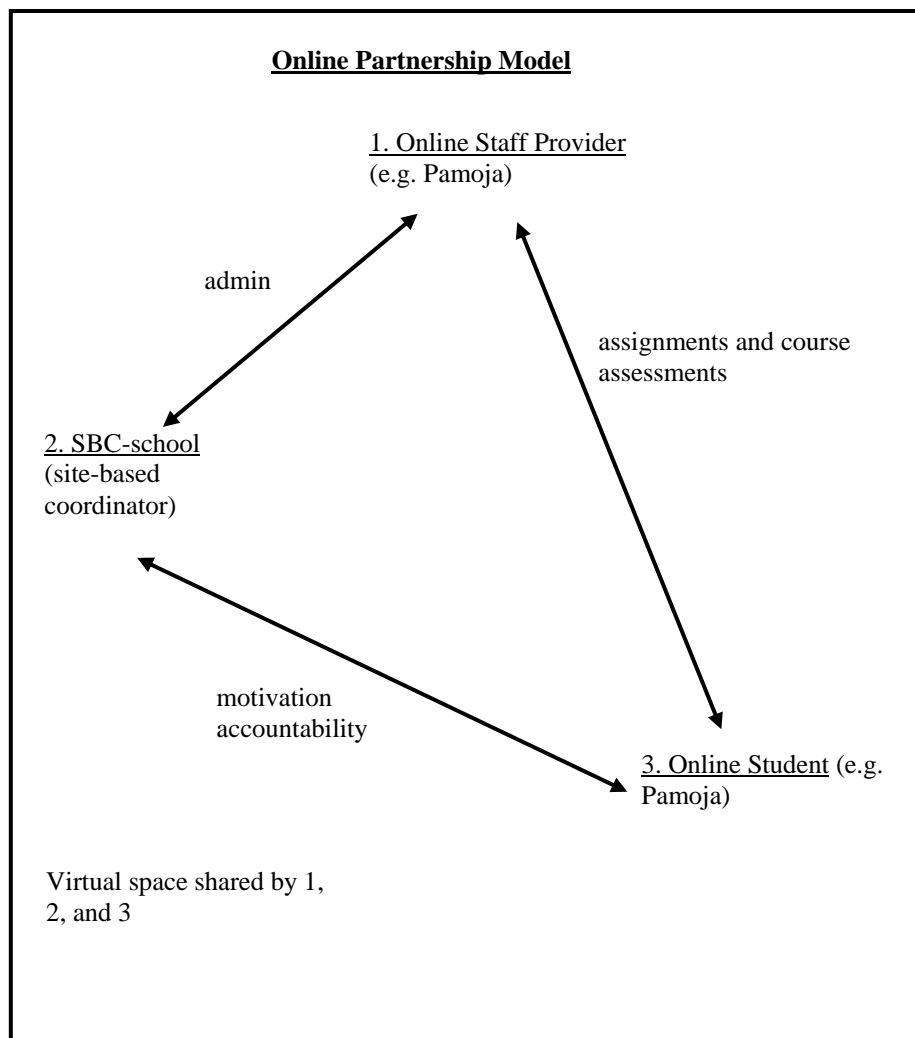 Online Partnership Model
1. Online Staff Provider
(e.g. Pamoja)
admin
assignments and course
assessments
2. SBC-school
(site-based
coordinator)
motivation
accountability
3. Online Student (e.g.
Pamoja)
Virtual space shared by 1,
2, and 3